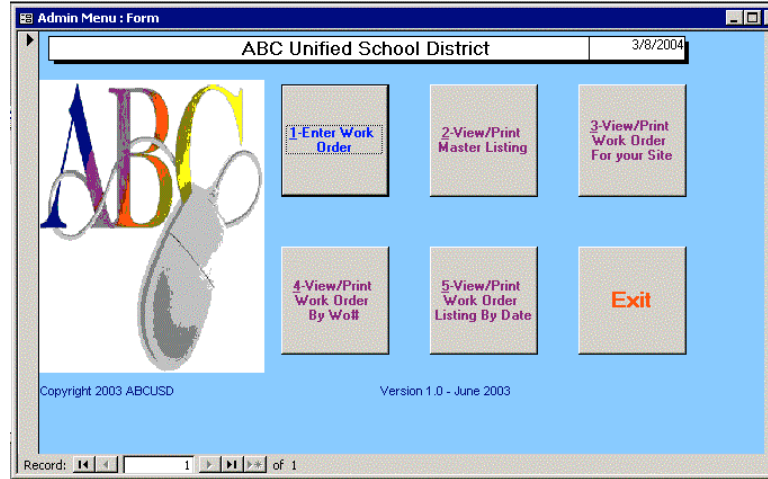 Admin Menu : Form
ABC Unified School District
3/8/2004
ABC
1-Enter Work
Order
2-View/Print
Master Listing
3-View/Print
Work Order
For your Site
4-View/Print
Work Order
By Wo#
5-View/Print
Work Order
Listing By Date
Exit
Copyright 2003 ABCUSD
Version 1.0 - June 2003
Record: 1 of 1